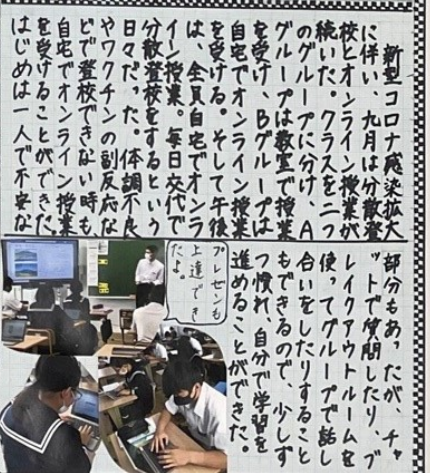 新型コロナ感染拡大
に伴い、九月は分散登
校とオンライン授業が
続いた。クラスを二つ
のグループに分け、A
グループは教室で授業
を受け、Bグループは
自宅でオンライン授業
を受ける。そして午後
は、全員自宅でオンラ
イン授業。毎日交代で
分散登校をするという
日々だった。体調不良
やワクチンの副反応な
どで登校できない時も、
自宅でオンライン授業
を受けることができた。
はじめは一人で不安な
部分もあったが、チャ
ットで質問したり、ブ
レイクアウトルームを
使ってグループで話し
合いをしたりすること
もできるので、少しず
つ慣れ、自分で学習を
進めることができた。
プレゼンも
上達でき
たよ。